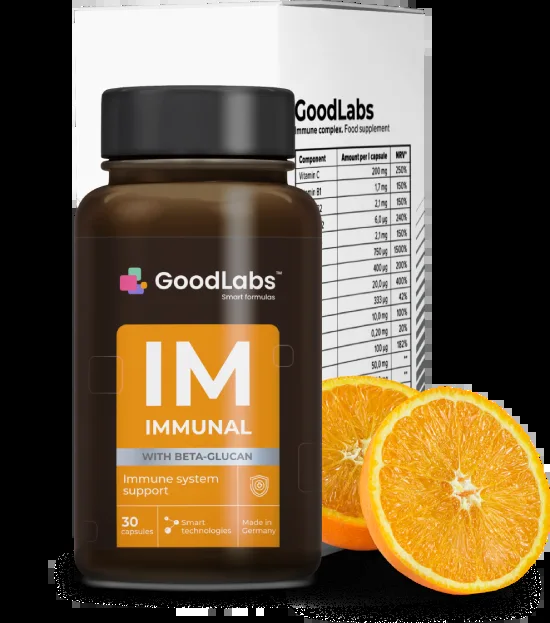 GoodLabs
Immune complex. Food supplement
Component Amount per 1 capsule NRV*
Vitamin C 200 mg 250%
1,7 mg 150%
2,1 mg 150%
6,0 µg 240%
2,1 mg 150%
750 µg 1500%
400 µg 200%
20,0 µg 400%
333 µg 42%
10,0 mg 100%
0,20 mg 20%
100 µg 182%
50,0 mg **
GoodLabs™
Smart formulas
IM
IMMUNAL
WITH BETA-GLUCAN
Immune system
support
30
capsules
Smart
technologies
Made in
Germany